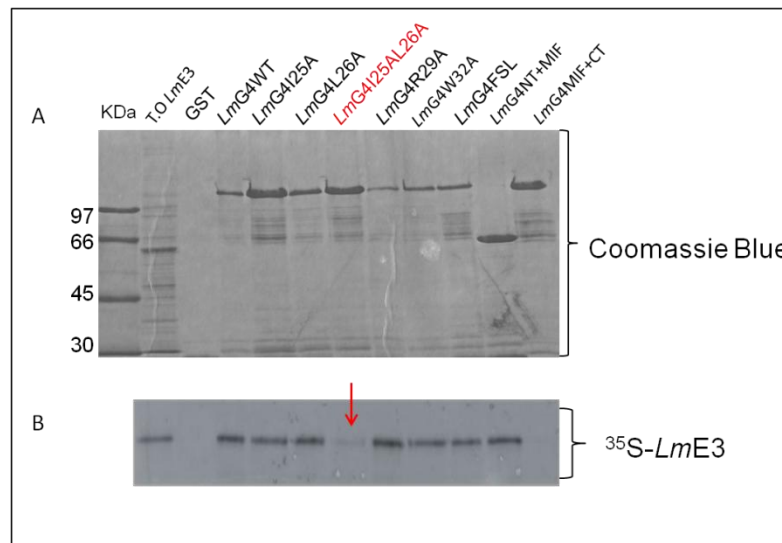 A
KDa
T.O LmE3
GST
LmG4WT
LmG4I25A
LmG4L26A
LmG4I25AL26A
LmG4R29A
LmG4W32A
LmG4FSL
LmG4NT+MIF
LmG4MIF+CT
97
66
45
30
Coomassie Blue
B
35S-LmE3